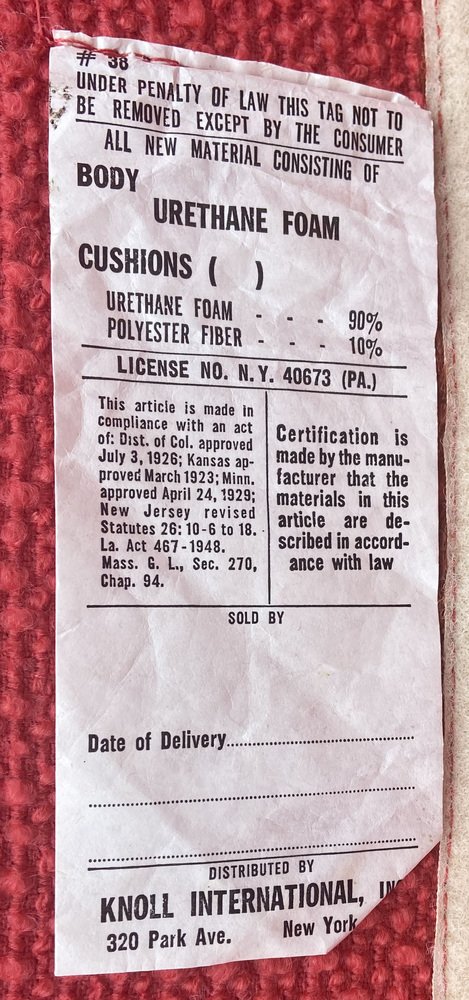 # 38
UNDER PENALTY OF LAW THIS TAG NOT TO
BE REMOVED EXCEPT BY THE CONSUMER
ALL NEW MATERIAL CONSISTING OF
BODY
URETHANE FOAM
CUSHIONS ( )
URETHANE FOAM - - - 90%
POLYESTER FIBER - - - 10%
LICENSE NO. N.Y. 40673 (PA.)
This article is made in
compliance with an act
of: Dist. of Col. approved
July 3, 1926; Kansas ap-
proved March 1923; Minn.
approved April 24, 1929;
New Jersey revised
Statutes 26: 10-6 to 18.
La. Act 467-1948.
Mass. G. L., Sec. 270,
Chap. 94.
Certification is
made by the manu-
facturer that the
materials in this
article are de-
scribed in accord-
ance with law
SOLD BY
Date of Delivery
DISTRIBUTED BY
KNOLL INTERNATIONAL,
320 Park Ave. New York